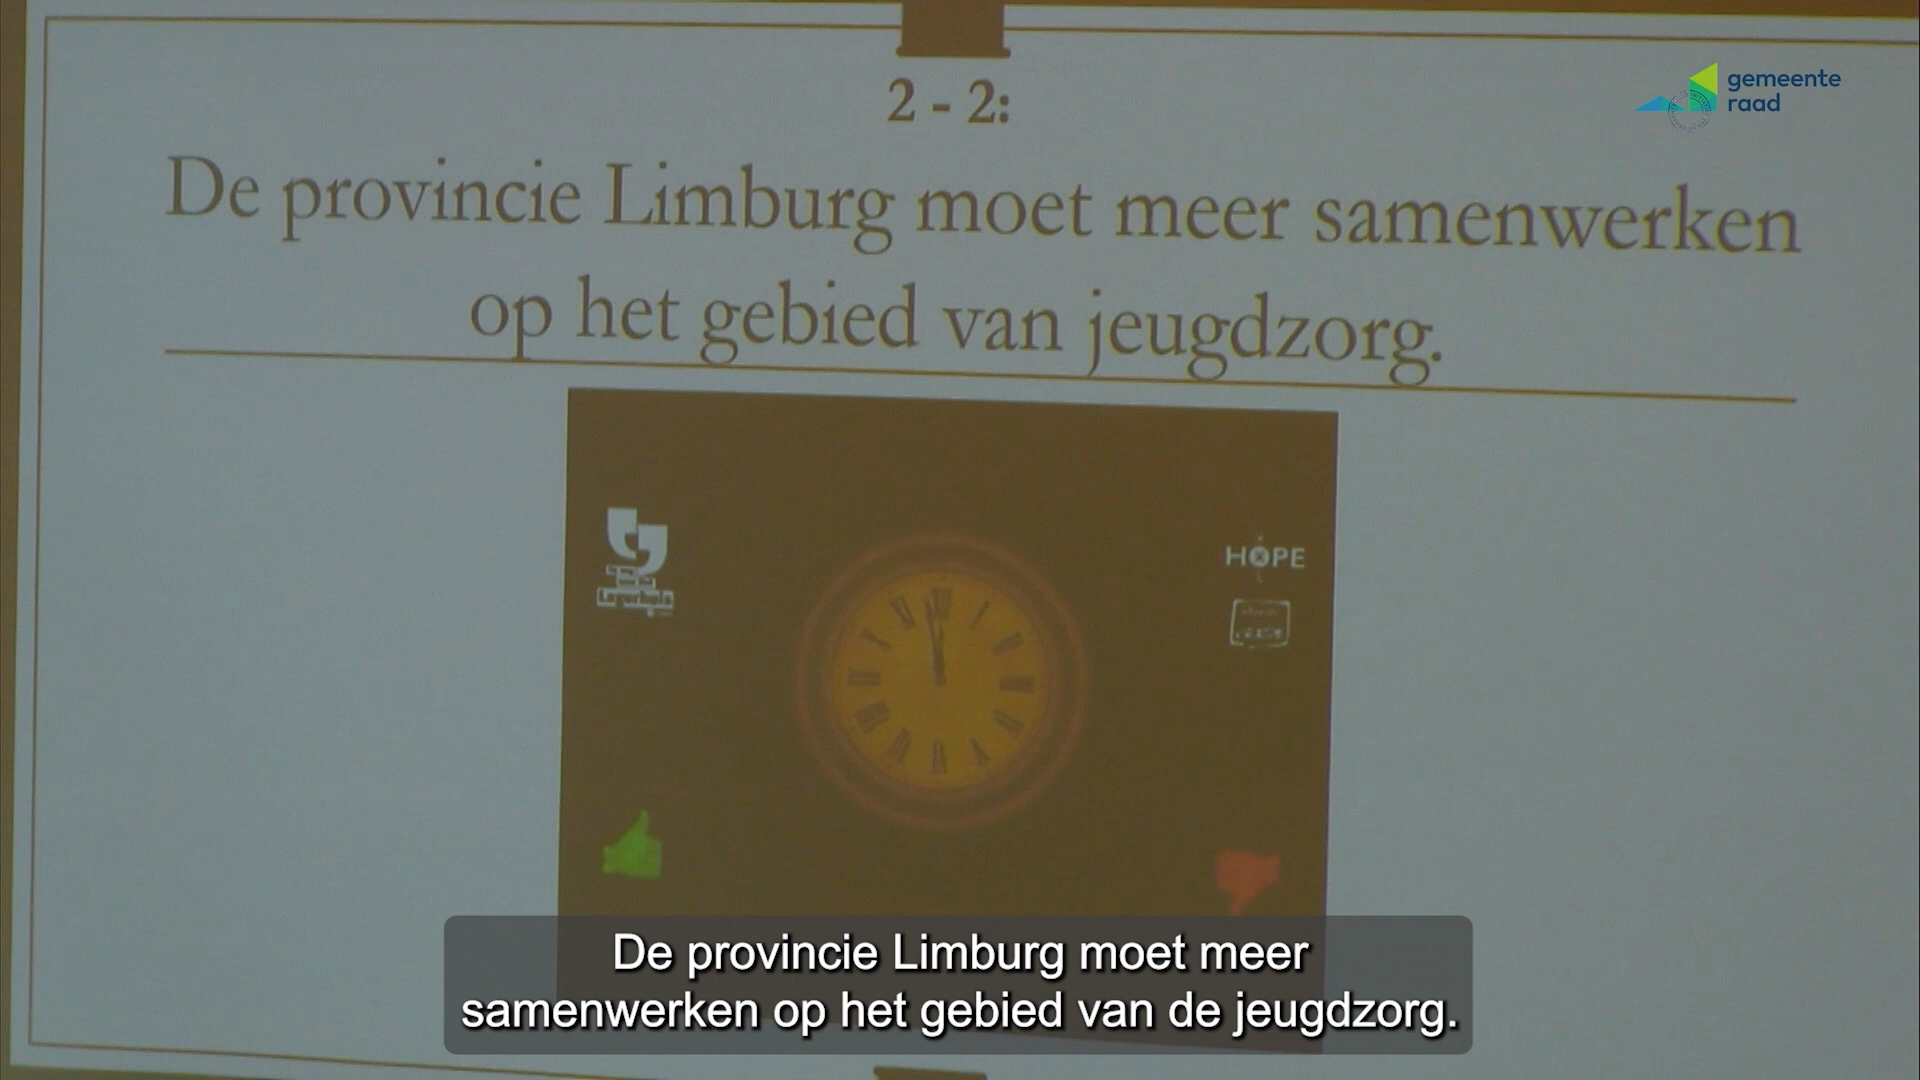 2 - 2:
gemeente
raad
De provincie Limburg moet meer samenwerken
op het gebied van jeugdzorg.
HOPE
De provincie Limburg moet meer
samenwerken op het gebied van de jeugdzorg.